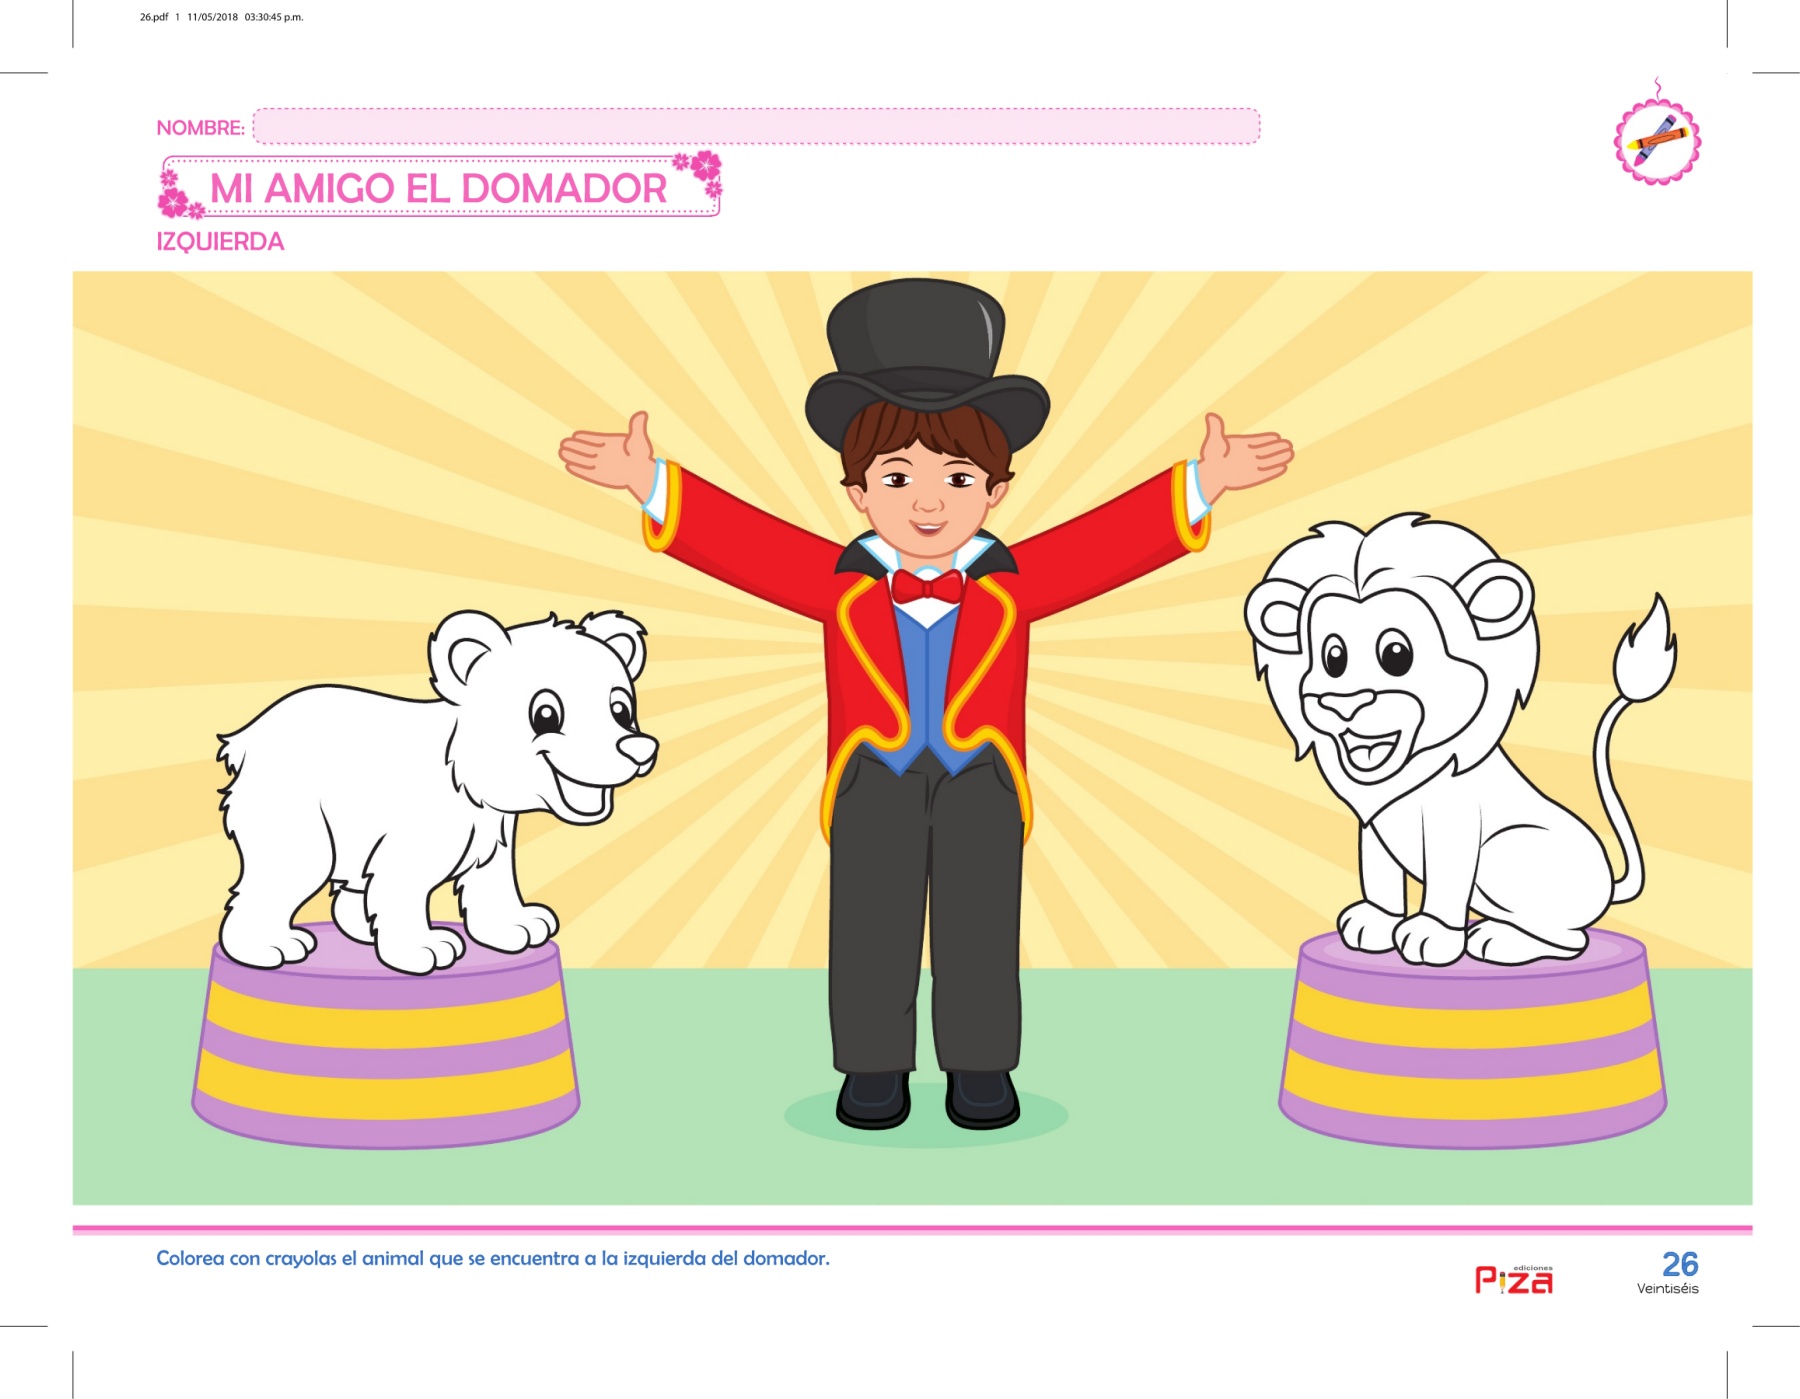 26.pdf 1 11/05/2018 03:30:45 p.m.
NOMBRE:
MI AMIGO EL DOMADOR
IZQUIERDA
Colorea con crayolas el animal que se encuentra a la izquierda del domador.
ediciones
Piza
26
Veintiséis